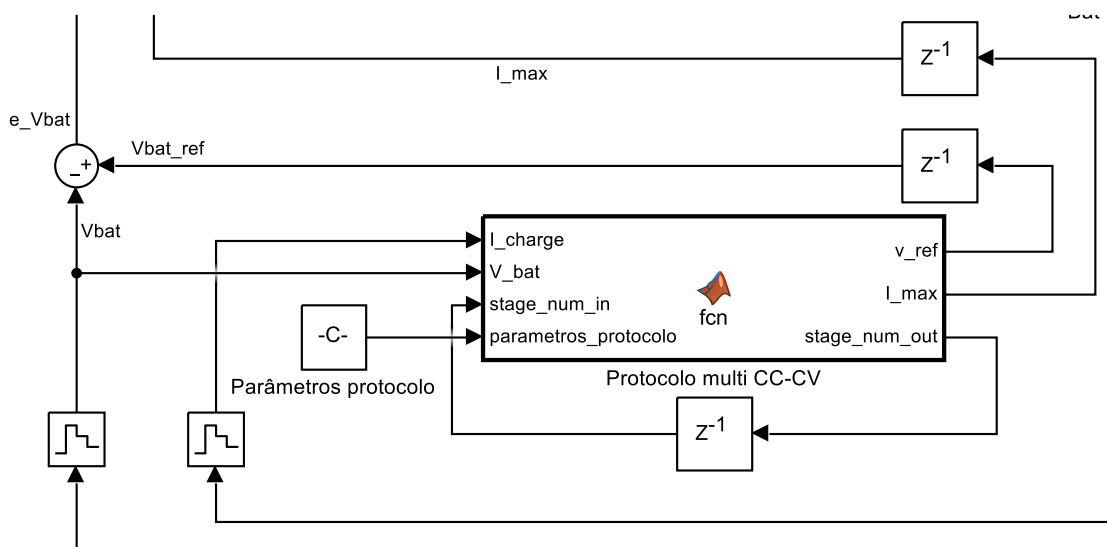 Z-1
I_max
e_Vbat
Vbat_ref
Z-1
- +
Vbat
I_charge
V_bat
stage_num_in
parametros_protocolo
v_ref
I_max
stage_num_out
fcn
-C-
Parâmetros protocolo
Protocolo multi CC-CV
Z-1